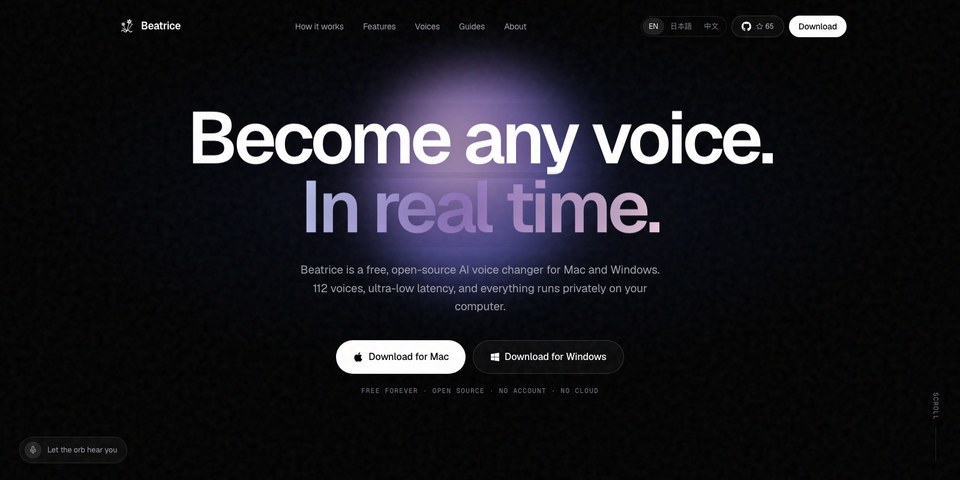 Beatrice
How it works
Features
Voices
Guides
About
EN
日本語
中文
65
Download
Become any voice.
In real time.
Beatrice is a free, open-source AI voice changer for Mac and Windows.
112 voices, ultra-low latency, and everything runs privately on your
computer.
Download for Mac
Download for Windows
FREE FOREVER · OPEN SOURCE · NO ACCOUNT · NO CLOUD
SCROLL
Let the orb hear you